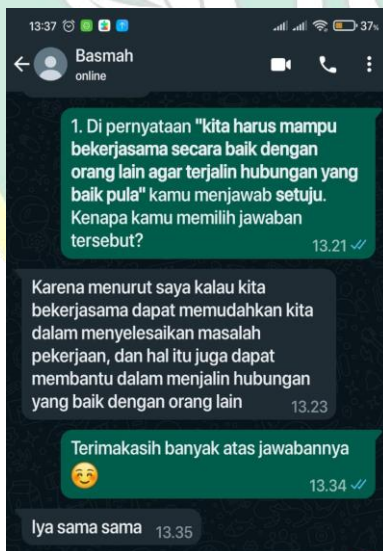 13:37
37%
Basmah
online
1. Di pernyataan "kita harus mampu
bekerjasama secara baik dengan
orang lain agar terjalin hubungan yang
baik pula" kamu menjawab setuju.
Kenapa kamu memilih jawaban
tersebut?
13.21
Karena menurut saya kalau kita
bekerjasama dapat memudahkan kita
dalam menyelesaikan masalah
pekerjaan, dan hal itu juga dapat
membantu dalam menjalin hubungan
yang baik dengan orang lain
13.23
Terimakasih banyak atas jawabannya
☺️
13.34
Iya sama sama 13.35